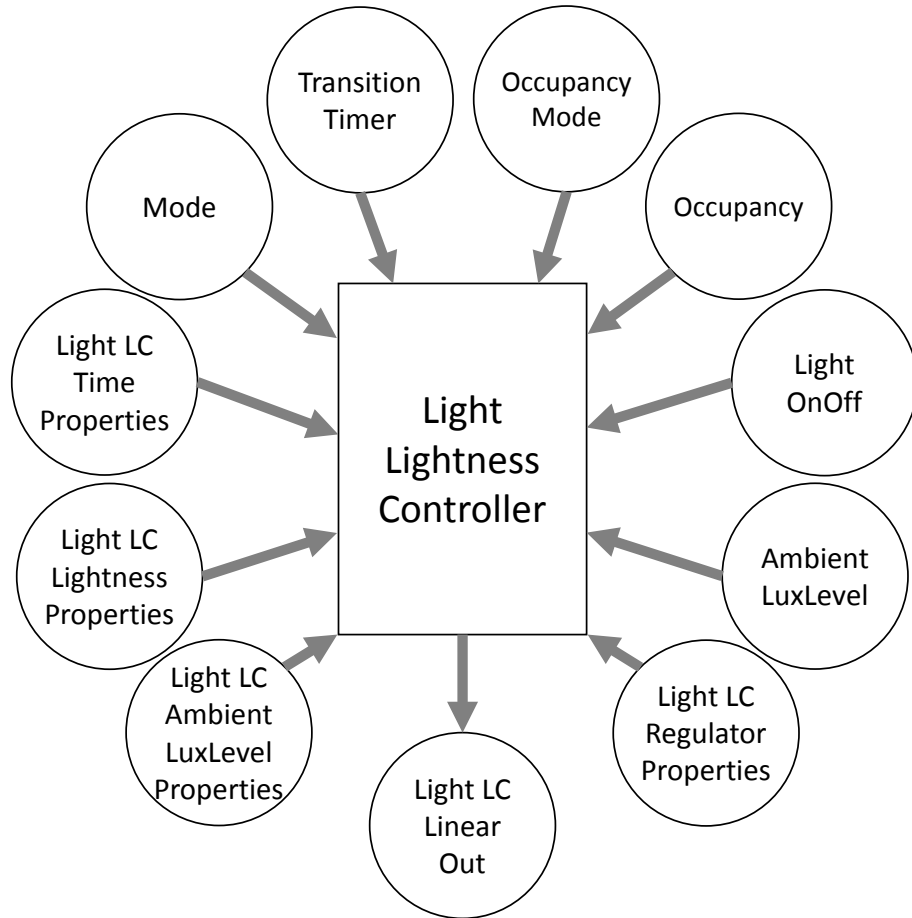 Transition
Timer
Occupancy
Mode
Mode
Occupancy
Light LC
Time
Properties
Light
OnOff
Light
Lightness
Controller
Light LC
Lightness
Properties
Ambient
LuxLevel
Light LC
Ambient
LuxLevel
Properties
Light LC
Regulator
Properties
Light LC
Linear
Out